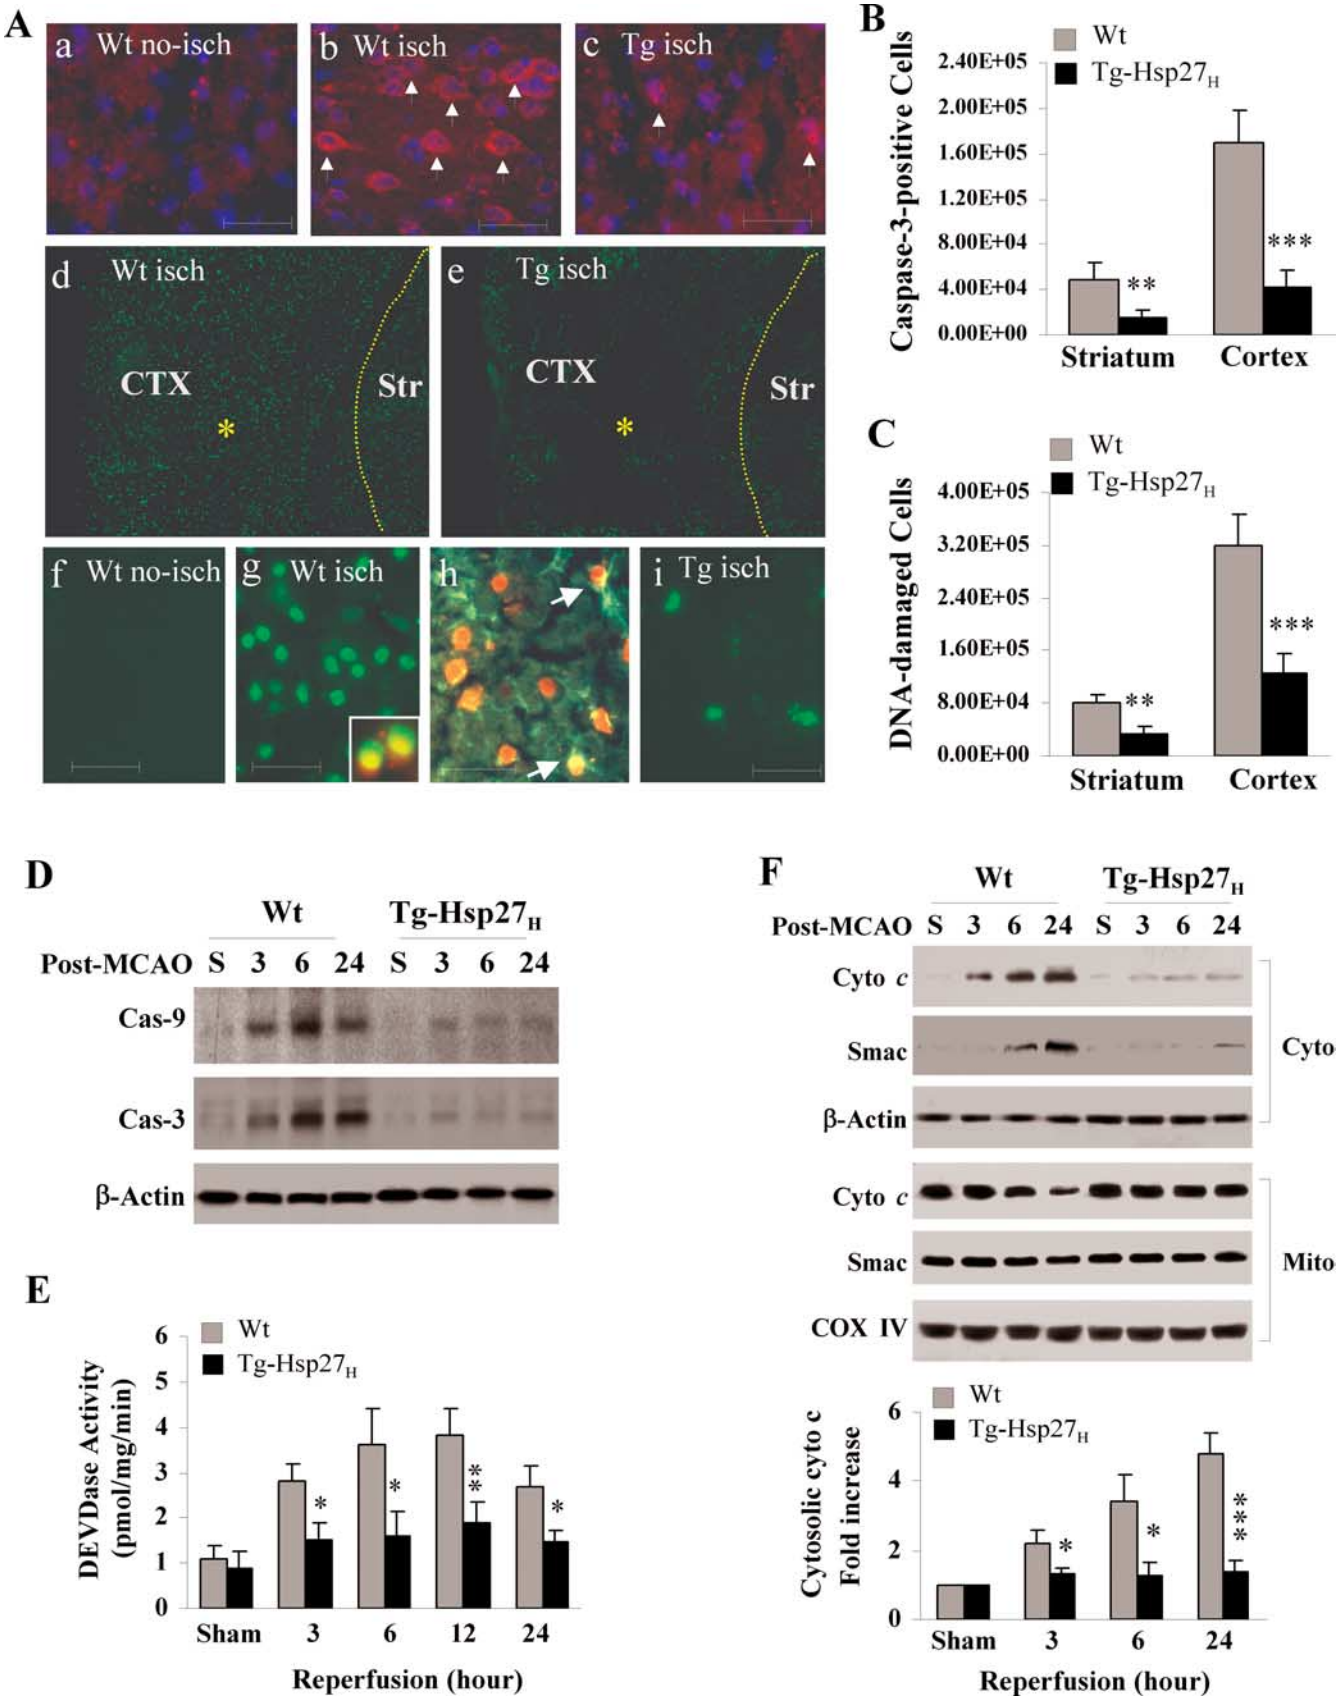 A
a Wt no-isch
b Wt isch
c Tg isch
d Wt isch
CTX
*
Str
e Tg isch
CTX
*
Str
f Wt no-isch
g Wt isch
h
i Tg isch
B
Wt
Tg-Hsp27H
Caspase-3-positive Cells
2.40E+05
2.00E+05
1.60E+05
1.20E+05
8.00E+04
4.00E+04
0.00E+00
**
***
Striatum Cortex
C
Wt
Tg-Hsp27H
DNA-damaged Cells
4.00E+05
3.20E+05
2.40E+05
1.60E+05
8.00E+04
0.00E+00
**
***
Striatum Cortex
D
Wt Tg-Hsp27H
Post-MCAO S 3 6 24 S 3 6 24
Cas-9
Cas-3
β-Actin
E
Wt
Tg-Hsp27H
DEVDase Activity
(pmol/mg/min)
6
5
4
3
2
1
0
*
*
**
*
Sham 3 6 12 24
Reperfusion (hour)
F
Wt Tg-Hsp27H
Post-MCAO S 3 6 24 S 3 6 24
Cyto c
Smac
β-Actin
Cyto
Cyto c
Smac
COX IV
Mito
Wt
Tg-Hsp27H
Cytosolic cyto c
Fold increase
6
4
2
0
*
*
***
Sham 3 6 24
Reperfusion (hour)